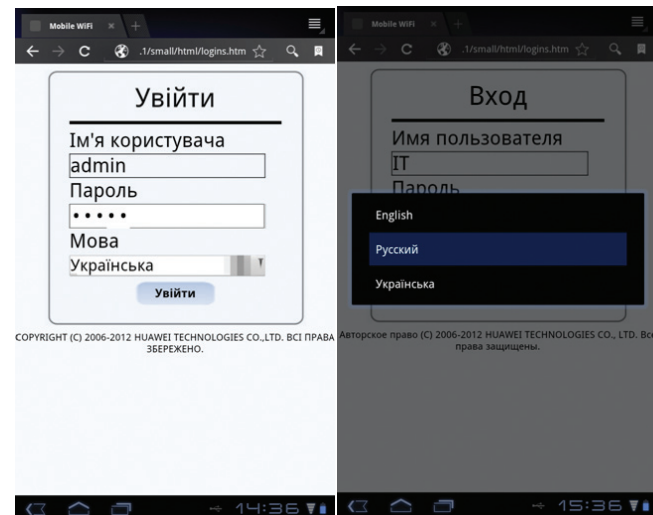 Mobile WiFi
.1/small/html/logins.htm
Увійти
Ім'я користувача
admin
Пароль
Мова
Українська
Увійти
COPYRIGHT (C) 2006-2012 HUAWEI TECHNOLOGIES CO.,LTD. ВСІ ПРАВА
ЗБЕРЕЖЕНО.
14:36
Mobile WiFi
.1/small/html/logins.htm
Вход
Имя пользователя
IT
Пароль
English
Русский
Українська
Авторское право (C) 2006-2012 HUAWEI TECHNOLOGIES CO., LTD. Все
права защищены.
15:36